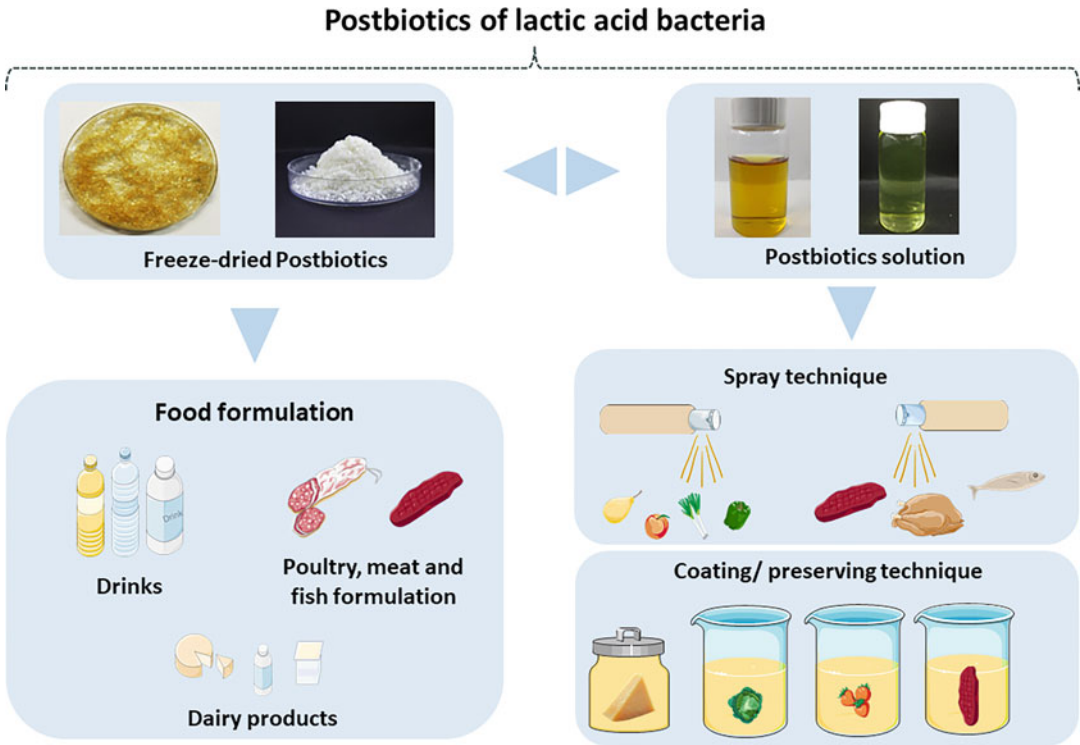 Postbiotics of lactic acid bacteria
Freeze-dried Postbiotics
Postbiotics solution
Food formulation
Drink
Drinks
Poultry, meat and
fish formulation
Dairy products
Spray technique
Coating/ preserving technique